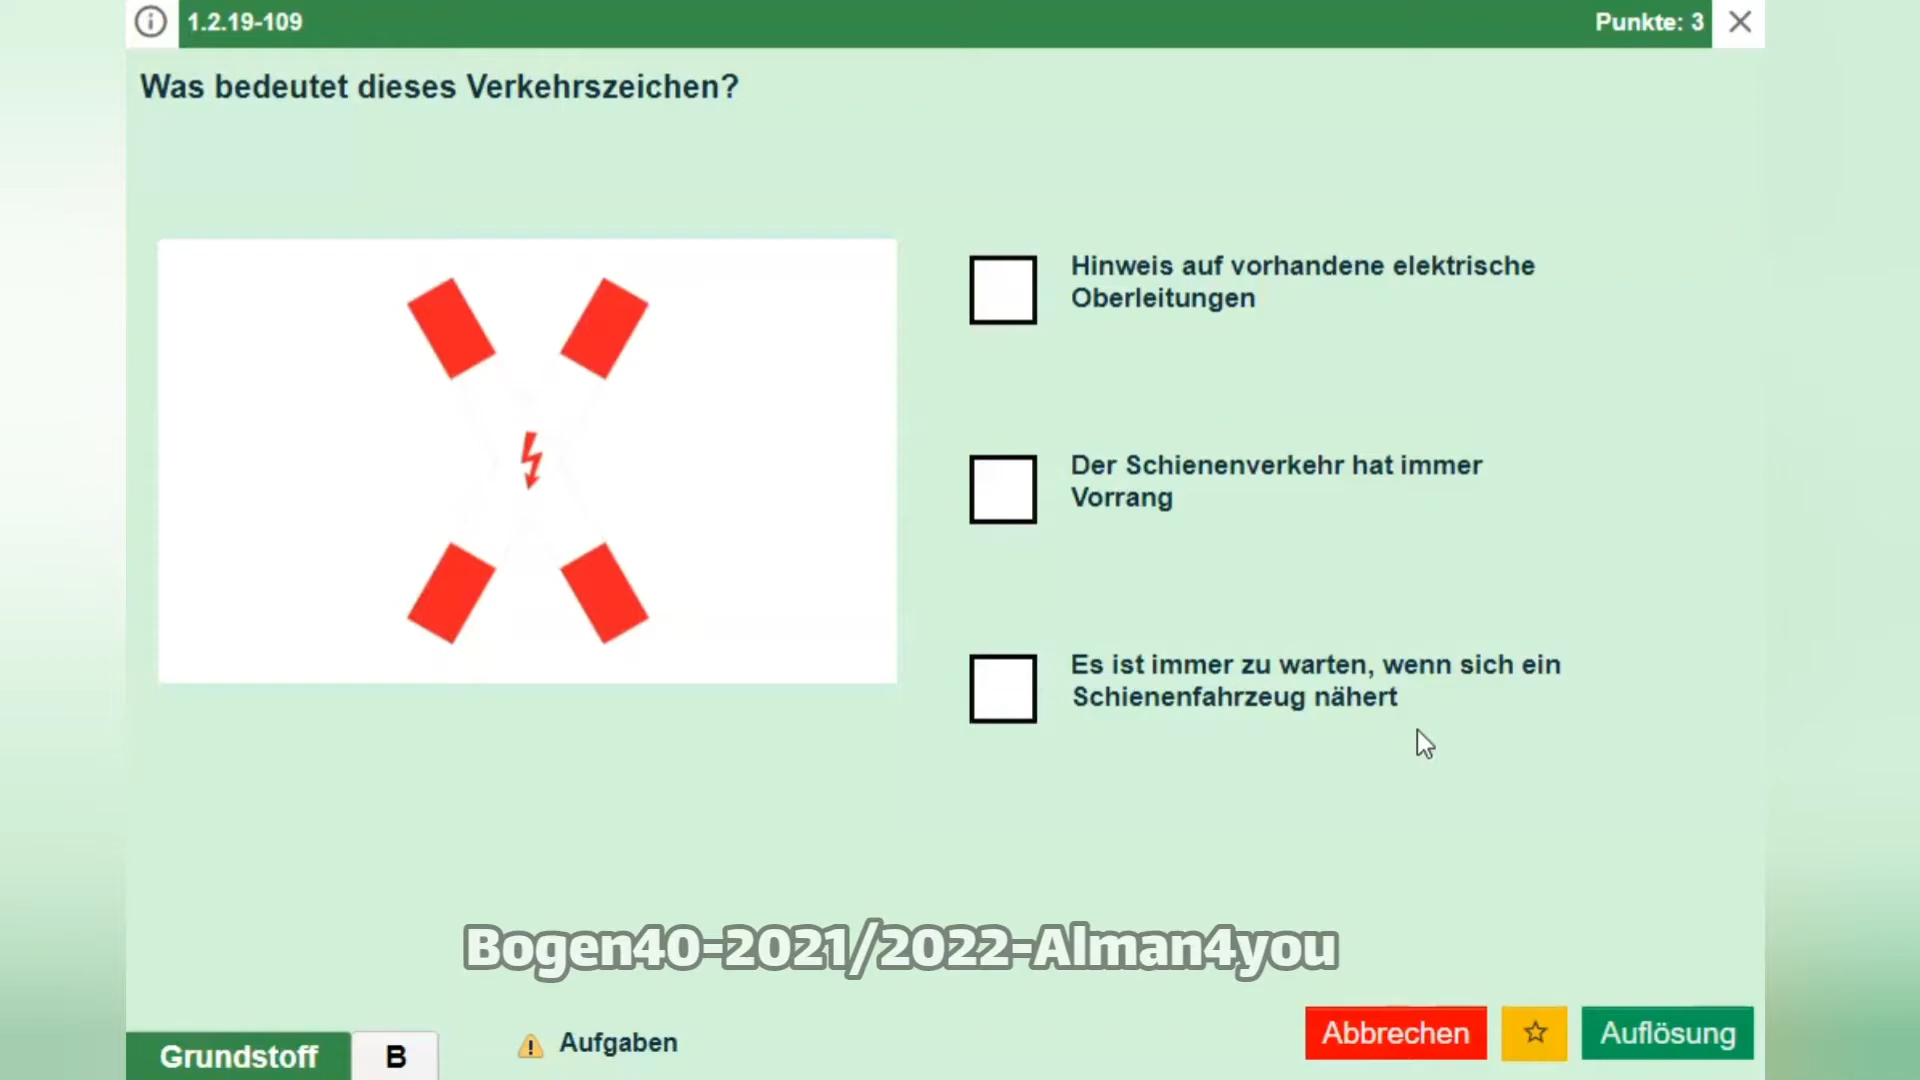 1.2.19-109
Punkte: 3
Was bedeutet dieses Verkehrszeichen?
Hinweis auf vorhandene elektrische
Oberleitungen
Der Schienenverkehr hat immer
Vorrang
Es ist immer zu warten, wenn sich ein
Schienenfahrzeug nähert
Bogen40-2021/2022-Alman4you
Grundstoff
B
Aufgaben
Abbrechen
Auflösung